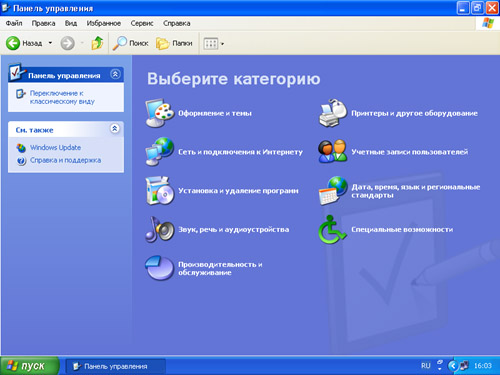 Панель управления
Файл Правка Вид Избранное Сервис Справка
Назад Поиск Папки
Панель управления
Переключение к
классическому виду
См. также
Windows Update
Справка и поддержка
Выберите категорию
Оформление и темы
Принтеры и другое оборудование
Сеть и подключения к Интернету
Учетные записи пользователей
Установка и удаление программ
Дата, время, язык и региональные
стандарты
Звук, речь и аудиоустройства
Специальные возможности
Производительность и
обслуживание
пуск Панель управления RU 16:03